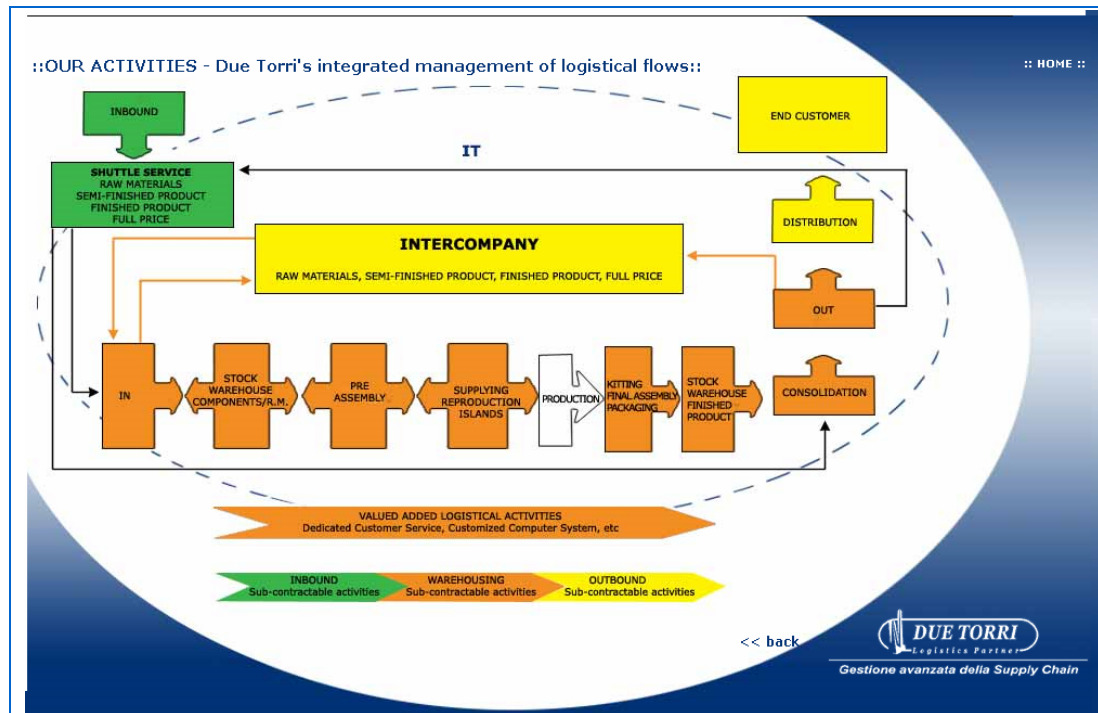 ::OUR ACTIVITIES - Due Torri's integrated management of logistical flows::
:: HOME ::
INBOUND
END CUSTOMER
IT
SHUTTLE SERVICE
RAW MATERIALS
SEMI-FINISHED PRODUCT
FINISHED PRODUCT
FULL PRICE
DISTRIBUTION
INTERCOMPANY
RAW MATERIALS, SEMI-FINISHED PRODUCT, FINISHED PRODUCT, FULL PRICE
OUT
IN
STOCK
WAREHOUSE
COMPONENTS/R.M.
PRE
ASSEMBLY.
SUPPLYING
REPRODUCTION
ISLANDS
PRODUCTION
KITTING
FINAL ASSEMBLY
PACKAGING
STOCK
WAREHOUSE
FINISHED
PRODUCT
CONSOLIDATION
VALUED ADDED LOGISTICAL ACTIVITIES
Dedicated Customer Service, Customized Computer System, etc
INBOUND
Sub-contractable activities
WAREHOUSING
Sub-contractable activities
OUTBOUND
Sub-contractable activities
<< back
DUE TORRI
Logistics Partner
Gestione avanzata della Supply Chain